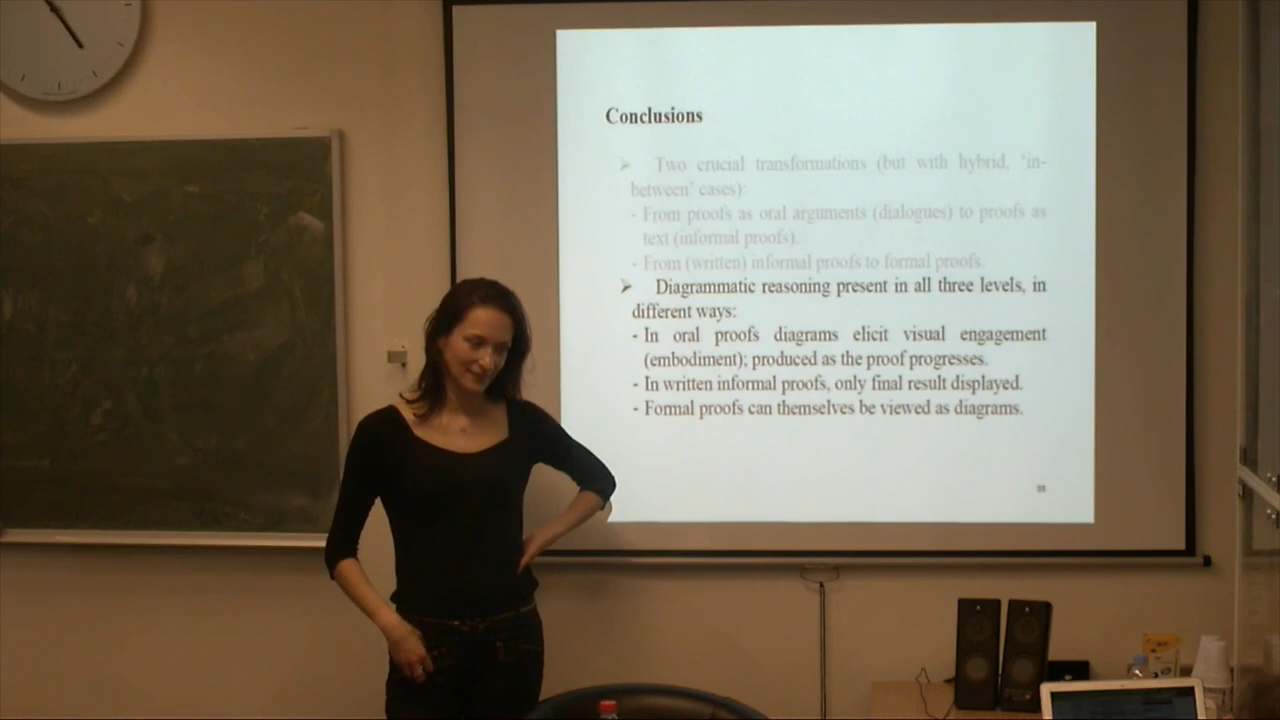 Conclusions
Two crucial transformations (but with hybrid, 'in-
between' cases):
- From proofs as oral arguments (dialogues) to proofs as
text (informal proofs).
- From (written) informal proofs to formal proofs.
Diagrammatic reasoning present in all three levels, in
different ways:
- In oral proofs diagrams elicit visual engagement
(embodiment); produced as the proof progresses.
- In written informal proofs, only final result displayed.
- Formal proofs can themselves be viewed as diagrams.